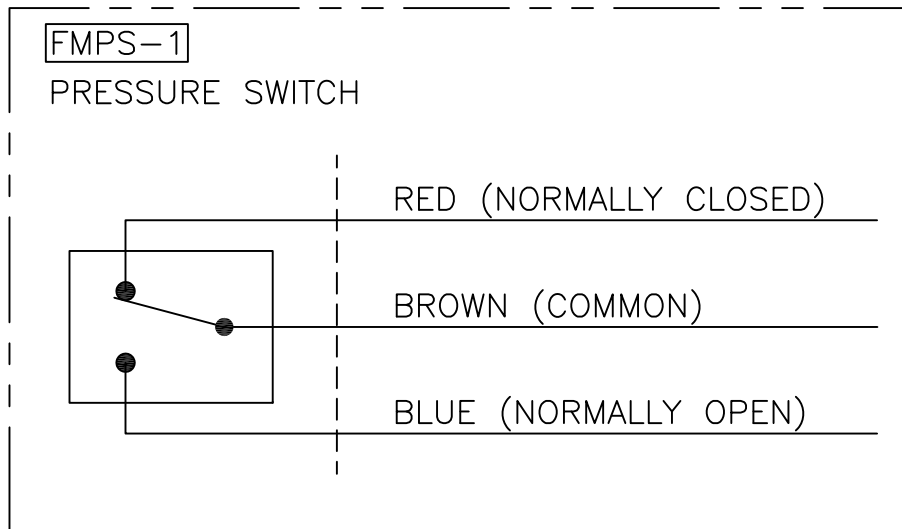 FMPS-1
PRESSURE SWITCH
RED (NORMALLY CLOSED)
BROWN (COMMON)
BLUE (NORMALLY OPEN)